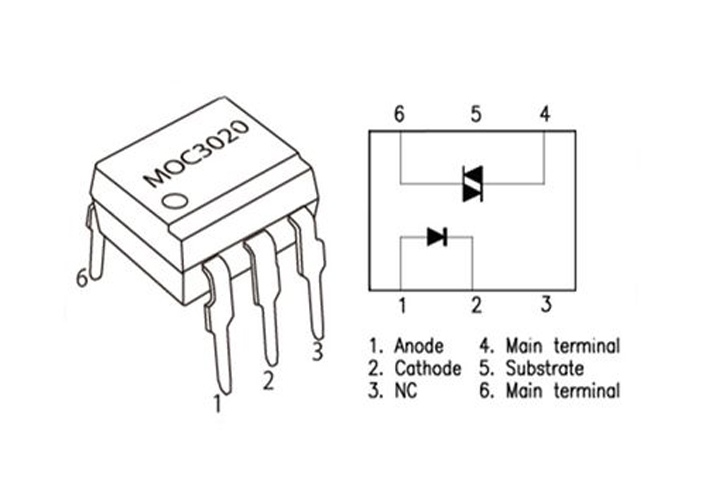 MOC3020
6
1
2
3
6 5 4
1 2 3
1. Anode 4. Main terminal
2. Cathode 5. Substrate
3. NC 6. Main terminal